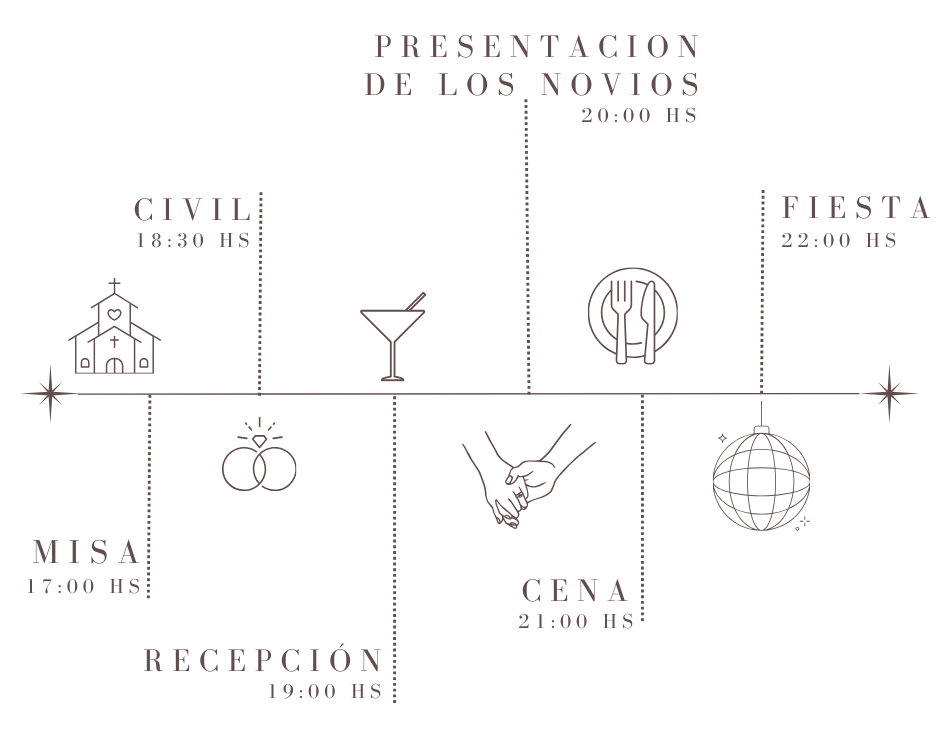 PRESENTACION
DE LOS NOVIOS
20:00 HS
CIVIL
18:30 HS
FIESTA
22:00 HS
MISA
17:00 HS
CENA
21:00 HS
RECEPCIÓN
19:00 HS